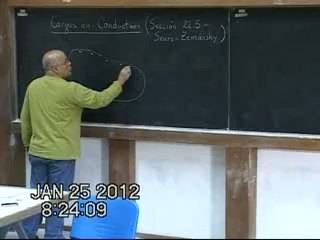 Cargas en Conductores (Sección 22.5 -
Sears-Zemansky)
JAN 25 2012
8:24:09